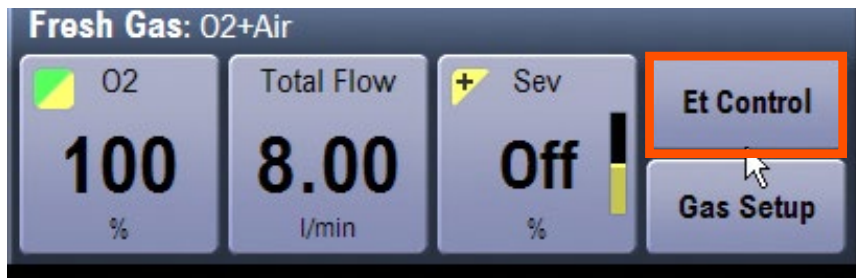 Fresh Gas: O2+Air
O2
100
%
Total Flow
8.00
l/min
+ Sev
Off
%
Et Control
Gas Setup